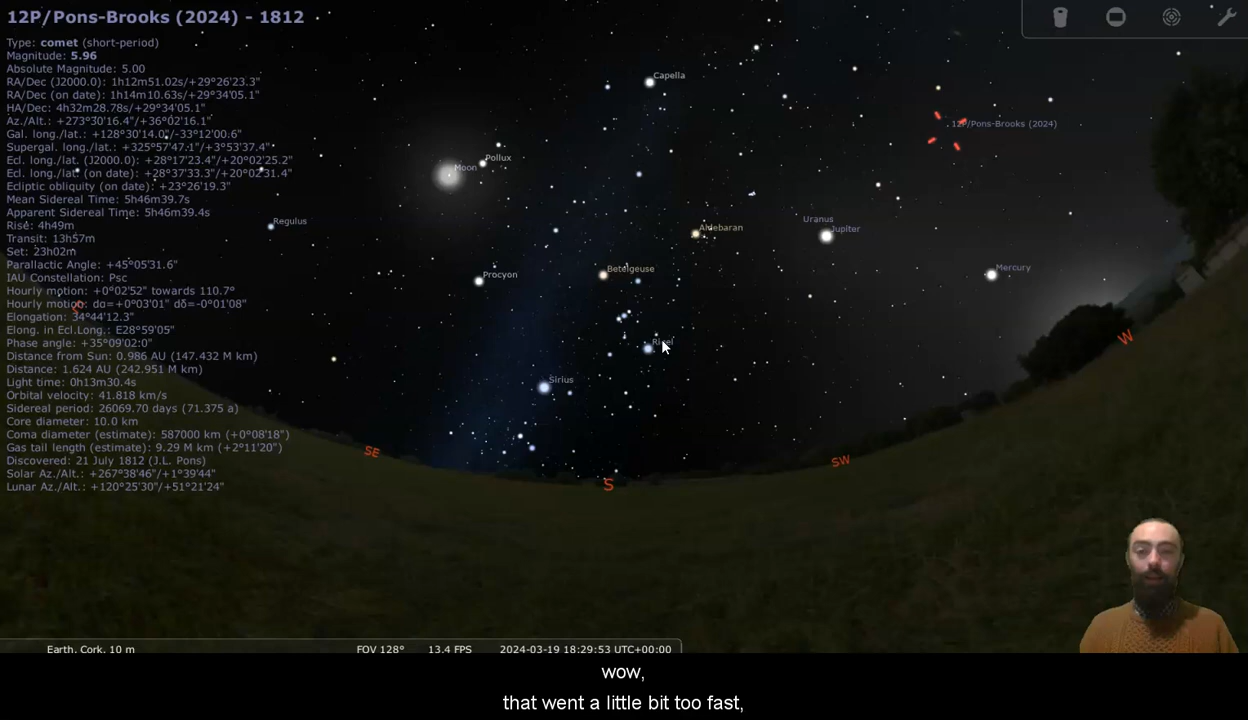 12P/Pons-Brooks (2024) - 1812
Type: comet (short-period)
Magnitude: 5.96
Absolute Magnitude: 5.00
RA/Dec (J2000.0): 1h12m51.02s/+29°26'23.3"
RA/Dec (on date): 1h14m10.63s/+29°34'05.1"
HA/Dec: 4h32m28.78s/+29°34'05.1"
Az./Alt.: +273°30'16.4"/+36°02'16.1"
Gal. long./lat.: +128°30'14.0"/-33°12'00.6"
Supergal. long./lat.: +325°57'47.1"/+3°53'37.4"
Ecl. long./lat. (J2000.0): +28°17'23.4"/+20°02'25.2"
Ecl. long./lat. (on date): +28°37'33.3"/+20°02'31.4"
Ecliptic obliquity (on date): +23°26'19.3"
Mean Sidereal Time: 5h46m39.7s
Apparent Sidereal Time: 5h46m39.4s
Rise: 4h49m
Transit: 13h57m
Set: 23h02m
Parallactic Angle: +45°05'31.6"
IAU Constellation: Psc
Hourly motion: +0°02'52" towards 110.7°
Hourly motion: dα=+0°03'01" dδ=-0°01'08"
Elongation: 34°44'12.3"
Elong. in Ecl.Long.: E28°59'05"
Phase angle: +35°09'02.0"
Distance from Sun: 0.986 AU (147.432 M km)
Distance: 1.624 AU (242.951 M km)
Light time: 0h13m30.4s
Orbital velocity: 41.818 km/s
Sidereal period: 26069.70 days (71.375 a)
Core diameter: 10.0 km
Coma diameter (estimate): 587000 km (+0°08'18")
Gas tail length (estimate): 9.29 M km (+2°11'20")
Discovered: 21 July 1812 (J.L. Pons)
Solar Az./Alt.: +267°38'46"/+1°39'44"
Lunar Az./Alt.: +120°25'30"/+51°21'24"
Capella
12P/Pons-Brooks (2024)
Pollux
Moon
Regulus
Uranus
Jupiter
Aldebaran
Betelgeuse
Procyon
Mercury
Rigel
Sirius
W
SE
SW
S
Earth, Cork, 10 m
FOV 128°
13.4 FPS
2024-03-19 18:29:53 UTC+00:00
wow,
that went a little bit too fast,